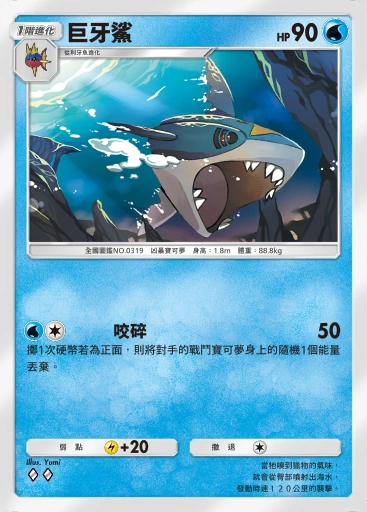 1階進化 巨牙鯊 HP 90
從利牙魚進化
全國圖鑑NO.0319 凶暴寶可夢 身高：1.8m 體重：88.8kg
咬碎 50
擲1次硬幣若為正面，則將對手的戰鬥寶可夢身上的隨機1個能量
丟棄。
弱點 +20 撤退
Illus. Yumi
當牠嗅到獵物的氣味，
就會從臀部噴射出海水，
發動時速１２０公里的襲擊。